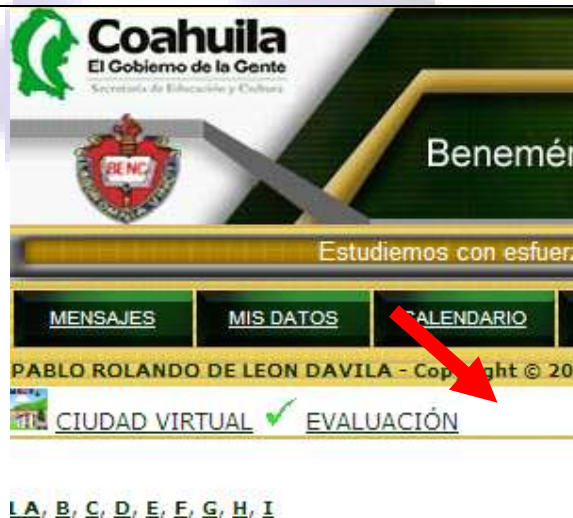 Coahuila
El Gobierno de la Gente
Secretaría de Educación y Cultura
BENC
Benemér
Estudiemos con esfuerz
MENSAJES MIS DATOS CALENDARIO
PABLO ROLANDO DE LEON DAVILA - Copyright © 20
CIUDAD VIRTUAL EVALUACIÓN
A, B, C, D, E, F, G, H, I